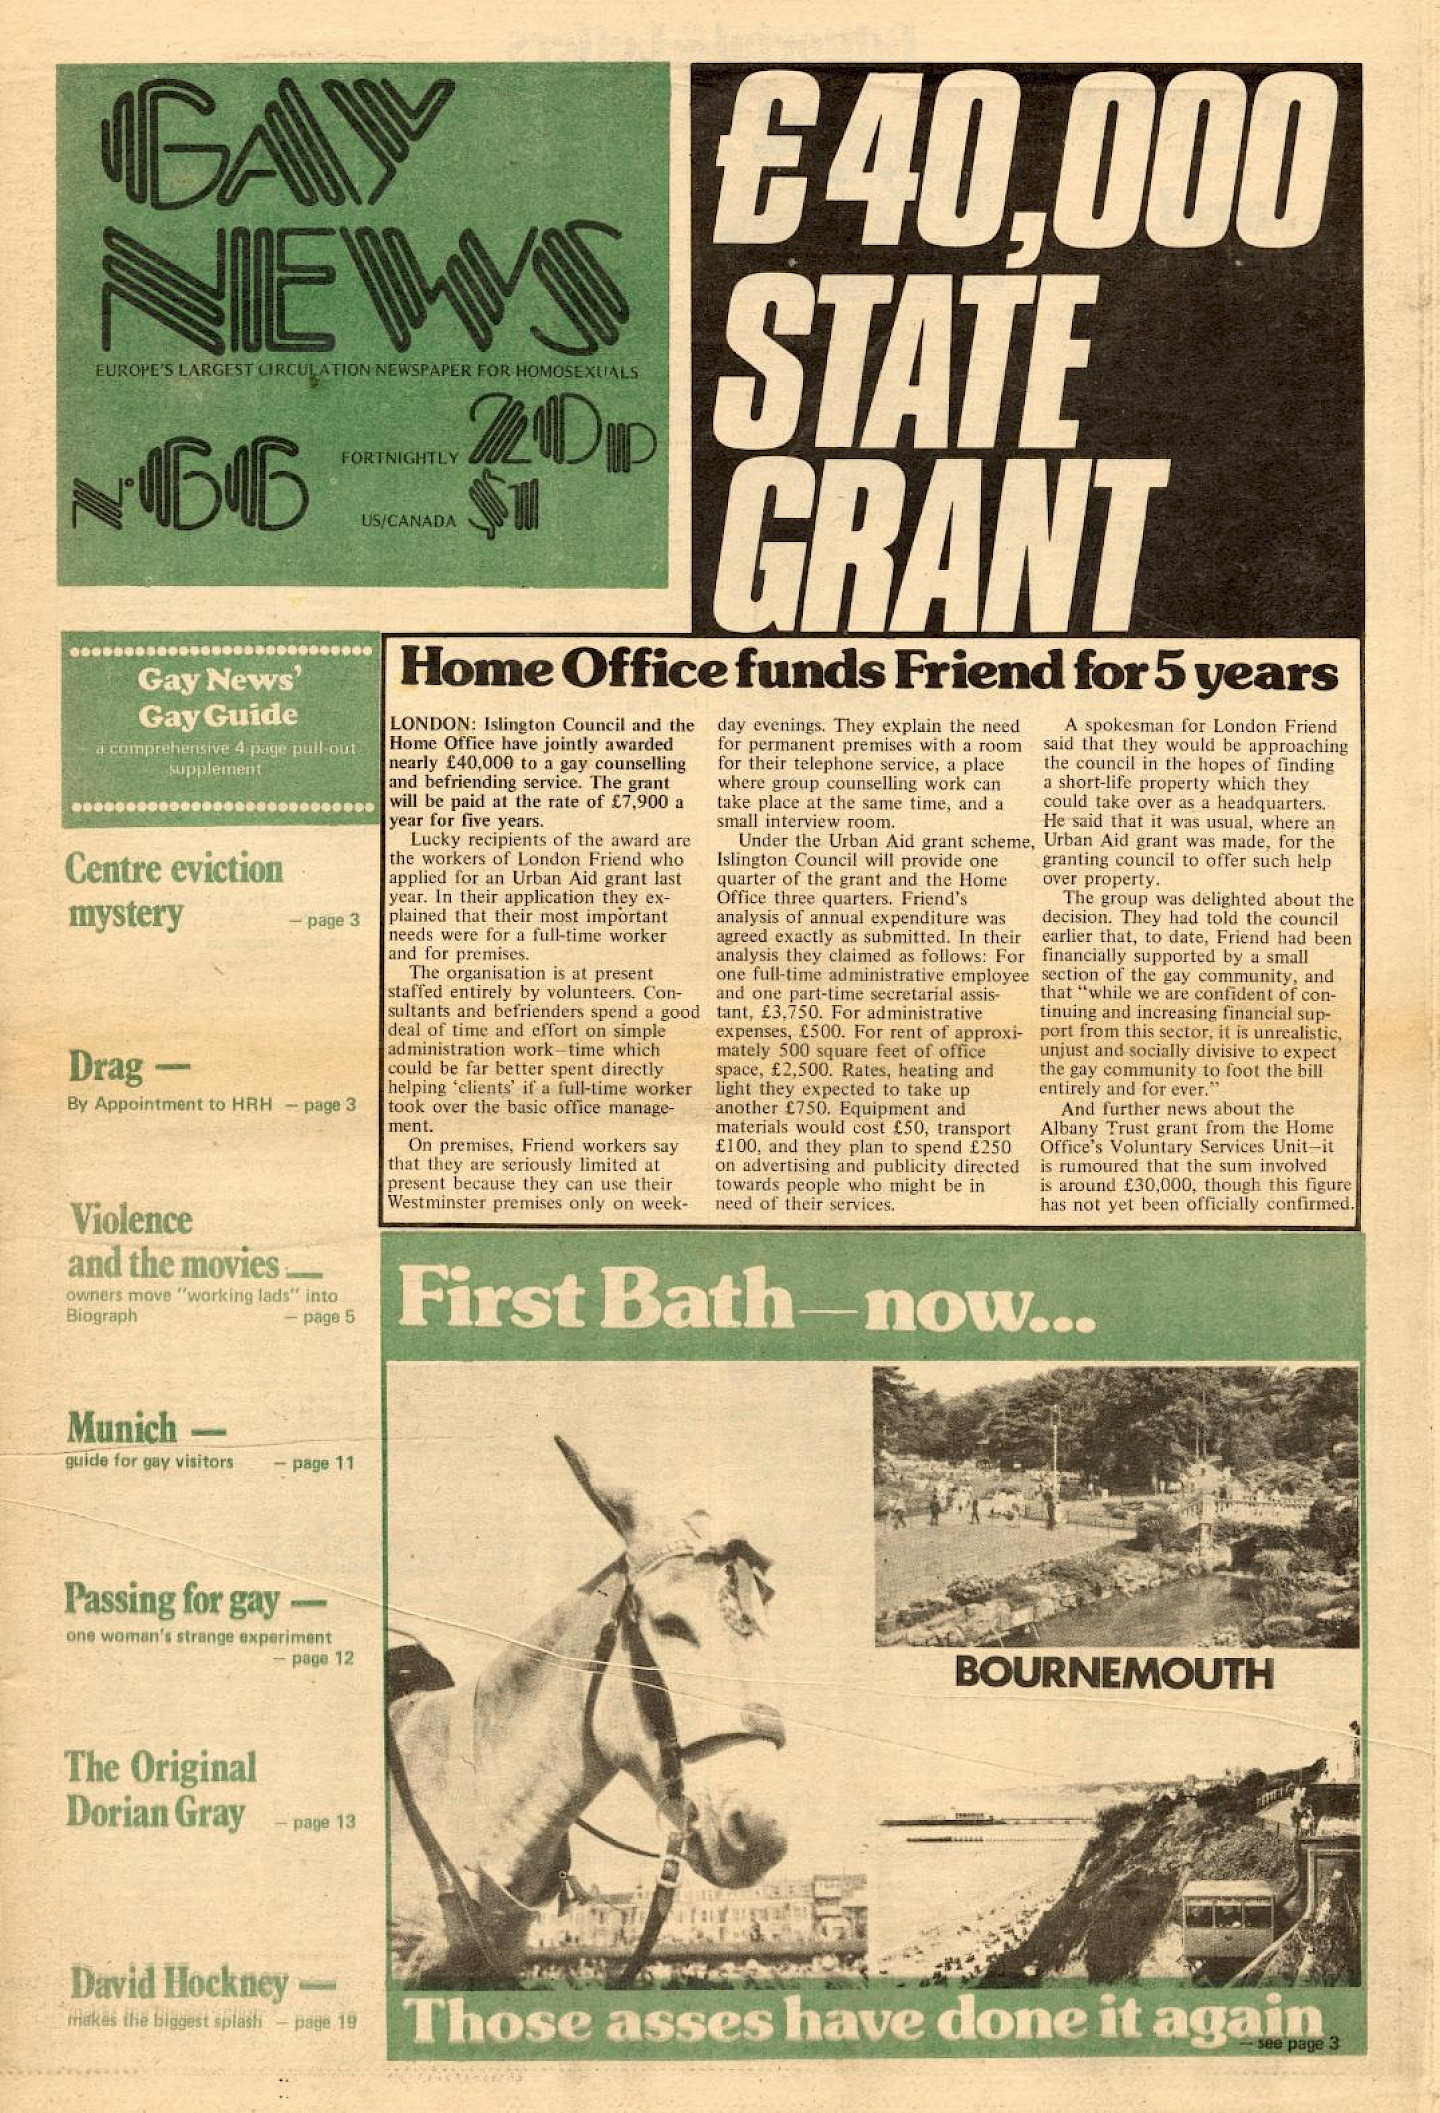 GAY
NEWS
EUROPE'S LARGEST CIRCULATION NEWSPAPER FOR HOMOSEXUALS
No 66
FORTNIGHTLY 20p
US/CANADA $1
£40,000
STATE
GRANT
Gay News'
Gay Guide
a comprehensive 4 page pull-out
supplement
Centre eviction
mystery — page 3
Drag —
By Appointment to HRH — page 3
Violence
and the movies —
owners move "working lads" into
Biograph — page 5
Munich —
guide for gay visitors — page 11
Passing for gay —
one woman's strange experiment
— page 12
The Original
Dorian Gray — page 13
David Hockney —
makes the biggest splash — page 19
Home Office funds Friend for 5 years
LONDON: Islington Council and the
Home Office have jointly awarded
nearly £40,000 to a gay counselling
and befriending service. The grant
will be paid at the rate of £7,900 a
year for five years.
Lucky recipients of the award are
the workers of London Friend who
applied for an Urban Aid grant last
year. In their application they ex-
plained that their most important
needs were for a full-time worker
and for premises.
The organisation is at present
staffed entirely by volunteers. Con-
sultants and befrienders spend a good
deal of time and effort on simple
administration work—time which
could be far better spent directly
helping 'clients' if a full-time worker
took over the basic office manage-
ment.
On premises, Friend workers say
that they are seriously limited at
present because they can use their
Westminster premises only on week-
day evenings. They explain the need
for permanent premises with a room
for their telephone service, a place
where group counselling work can
take place at the same time, and a
small interview room.
Under the Urban Aid grant scheme,
Islington Council will provide one
quarter of the grant and the Home
Office three quarters. Friend's
analysis of annual expenditure was
agreed exactly as submitted. In their
analysis they claimed as follows: For
one full-time administrative employee
and one part-time secretarial assis-
tant, £3,750. For administrative
expenses, £500. For rent of approxi-
mately 500 square feet of office
space, £2,500. Rates, heating and
light they expected to take up
another £750. Equipment and
materials would cost £50, transport
£100, and they plan to spend £250
on advertising and publicity directed
towards people who might be in
need of their services.
A spokesman for London Friend
said that they would be approaching
the council in the hopes of finding
a short-life property which they
could take over as a headquarters.
He said that it was usual, where an
Urban Aid grant was made, for the
granting council to offer such help
over property.
The group was delighted about the
decision. They had told the council
earlier that, to date, Friend had been
financially supported by a small
section of the gay community, and
that "while we are confident of con-
tinuing and increasing financial sup-
port from this sector, it is unrealistic,
unjust and socially divisive to expect
the gay community to foot the bill
entirely and for ever."
And further news about the
Albany Trust grant from the Home
Office's Voluntary Services Unit—it
is rumoured that the sum involved
is around £30,000, though this figure
has not yet been officially confirmed.
First Bath—now...
BOURNEMOUTH
Those asses have done it again
— see page 3